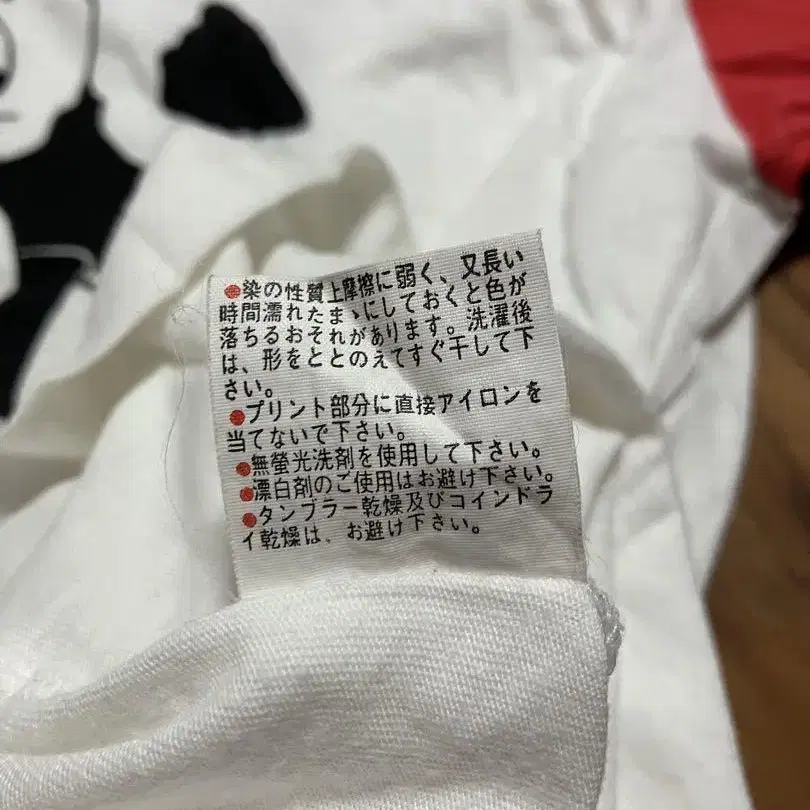 ●染の性質上摩擦に弱く、又長い
時間濡れたまゝにしておくと色が
落ちるおそれがあります。洗濯後
は、形をととのえてすぐ干して下
さい。
●プリント部分に直接アイロンを
当てないで下さい。
●無螢光洗剤を使用して下さい。
●漂白剤のご使用はお避け下さい。
●タンブラー乾燥及びコインドラ
イ乾燥は、お避け下さい。